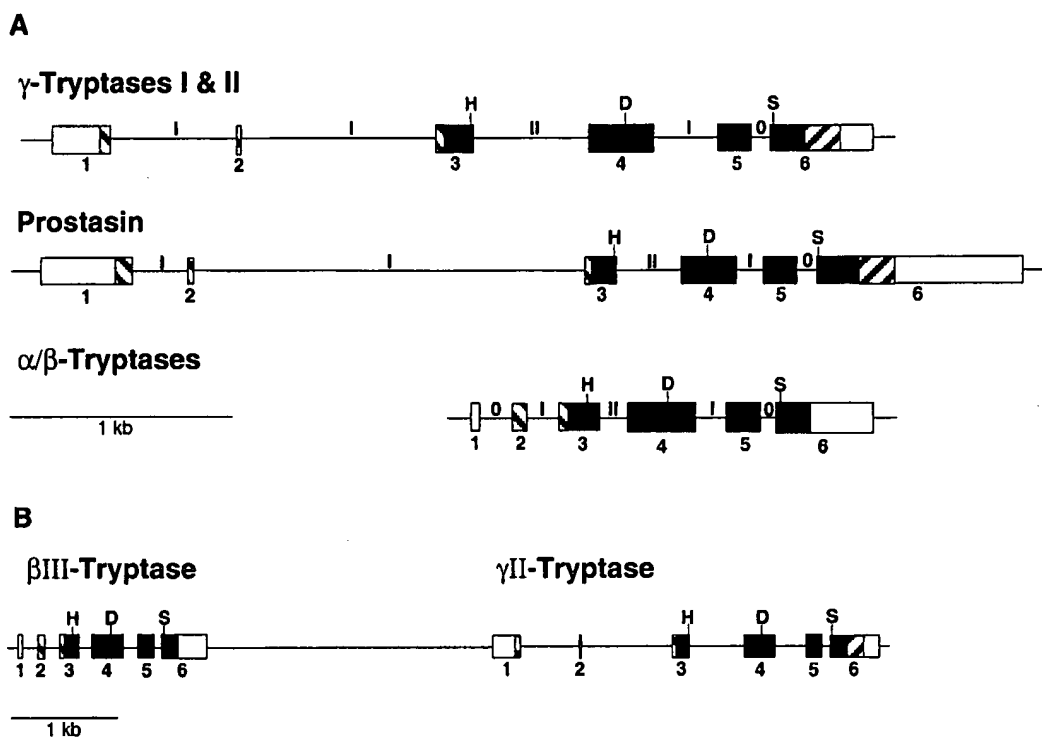 A
γ-Tryptases I & II
H D S
I I II I 0
1 2 3 4 5 6
Prostasin
H D S
I I II I 0
1 2 3 4 5 6
α/β-Tryptases
H D S
0 I II I 0
1 kb
1 2 3 4 5 6
B
βIII-Tryptase γII-Tryptase
H D S H D S
1 2 3 4 5 6 1 2 3 4 5 6
1 kb